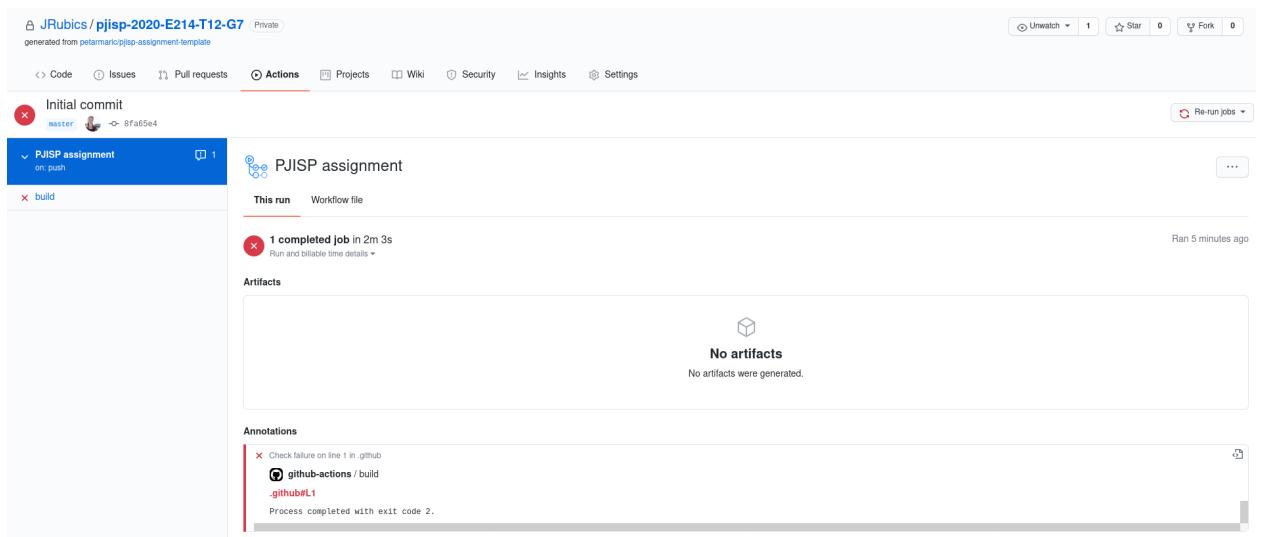 JRubics / pjisp-2020-E214-T12-G7 Private
Unwatch 1 Star 0 Fork 0
generated from petarmaric/pjisp-assignment-template
Code Issues Pull requests Actions Projects Wiki Security Insights Settings
Initial commit
master 8fa65e4
Re-run jobs
PJISP assignment 1
on: push
build
PJISP assignment
...
This run Workflow file
1 completed job in 2m 3s
Ran 5 minutes ago
Run and billable time details
Artifacts
No artifacts
No artifacts were generated.
Annotations
Check failure on line 1 in .github
github-actions / build
.github#L1
Process completed with exit code 2.